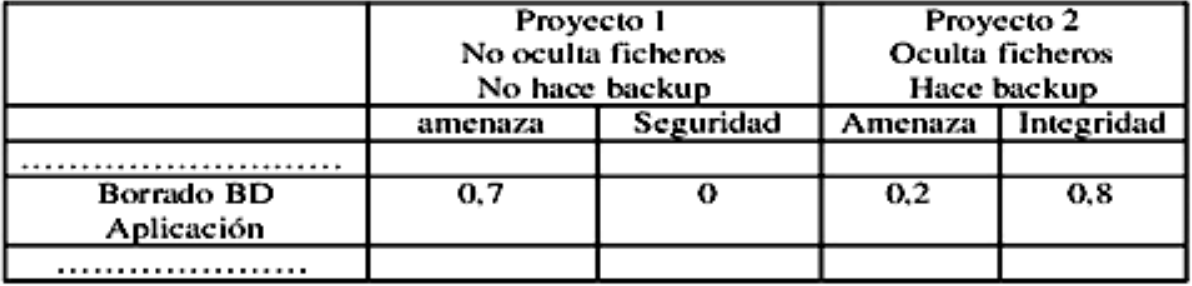 Proyecto 1
No oculta ficheros
No hace backup
Proyecto 2
Oculta ficheros
Hace backup
amenaza Seguridad Amenaza Integridad
............................
Borrado BD
Aplicación
0,7 0 0,2 0,8
......................